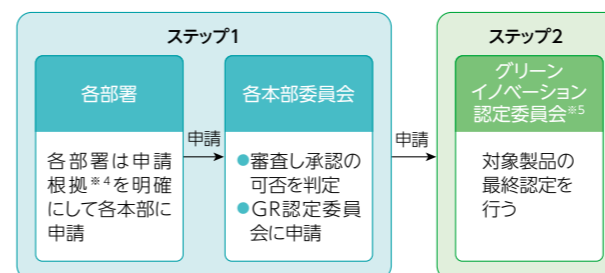 ステップ1
各部署
各部署は申請
根拠※4を明確
にして各本部に
申請
申請
各本部委員会
●審査し承認の
可否を判定
●GR認定委員
会に申請
申請
ステップ2
グリーン
イノベーション
認定委員会※5
対象製品の
最終認定を
行う